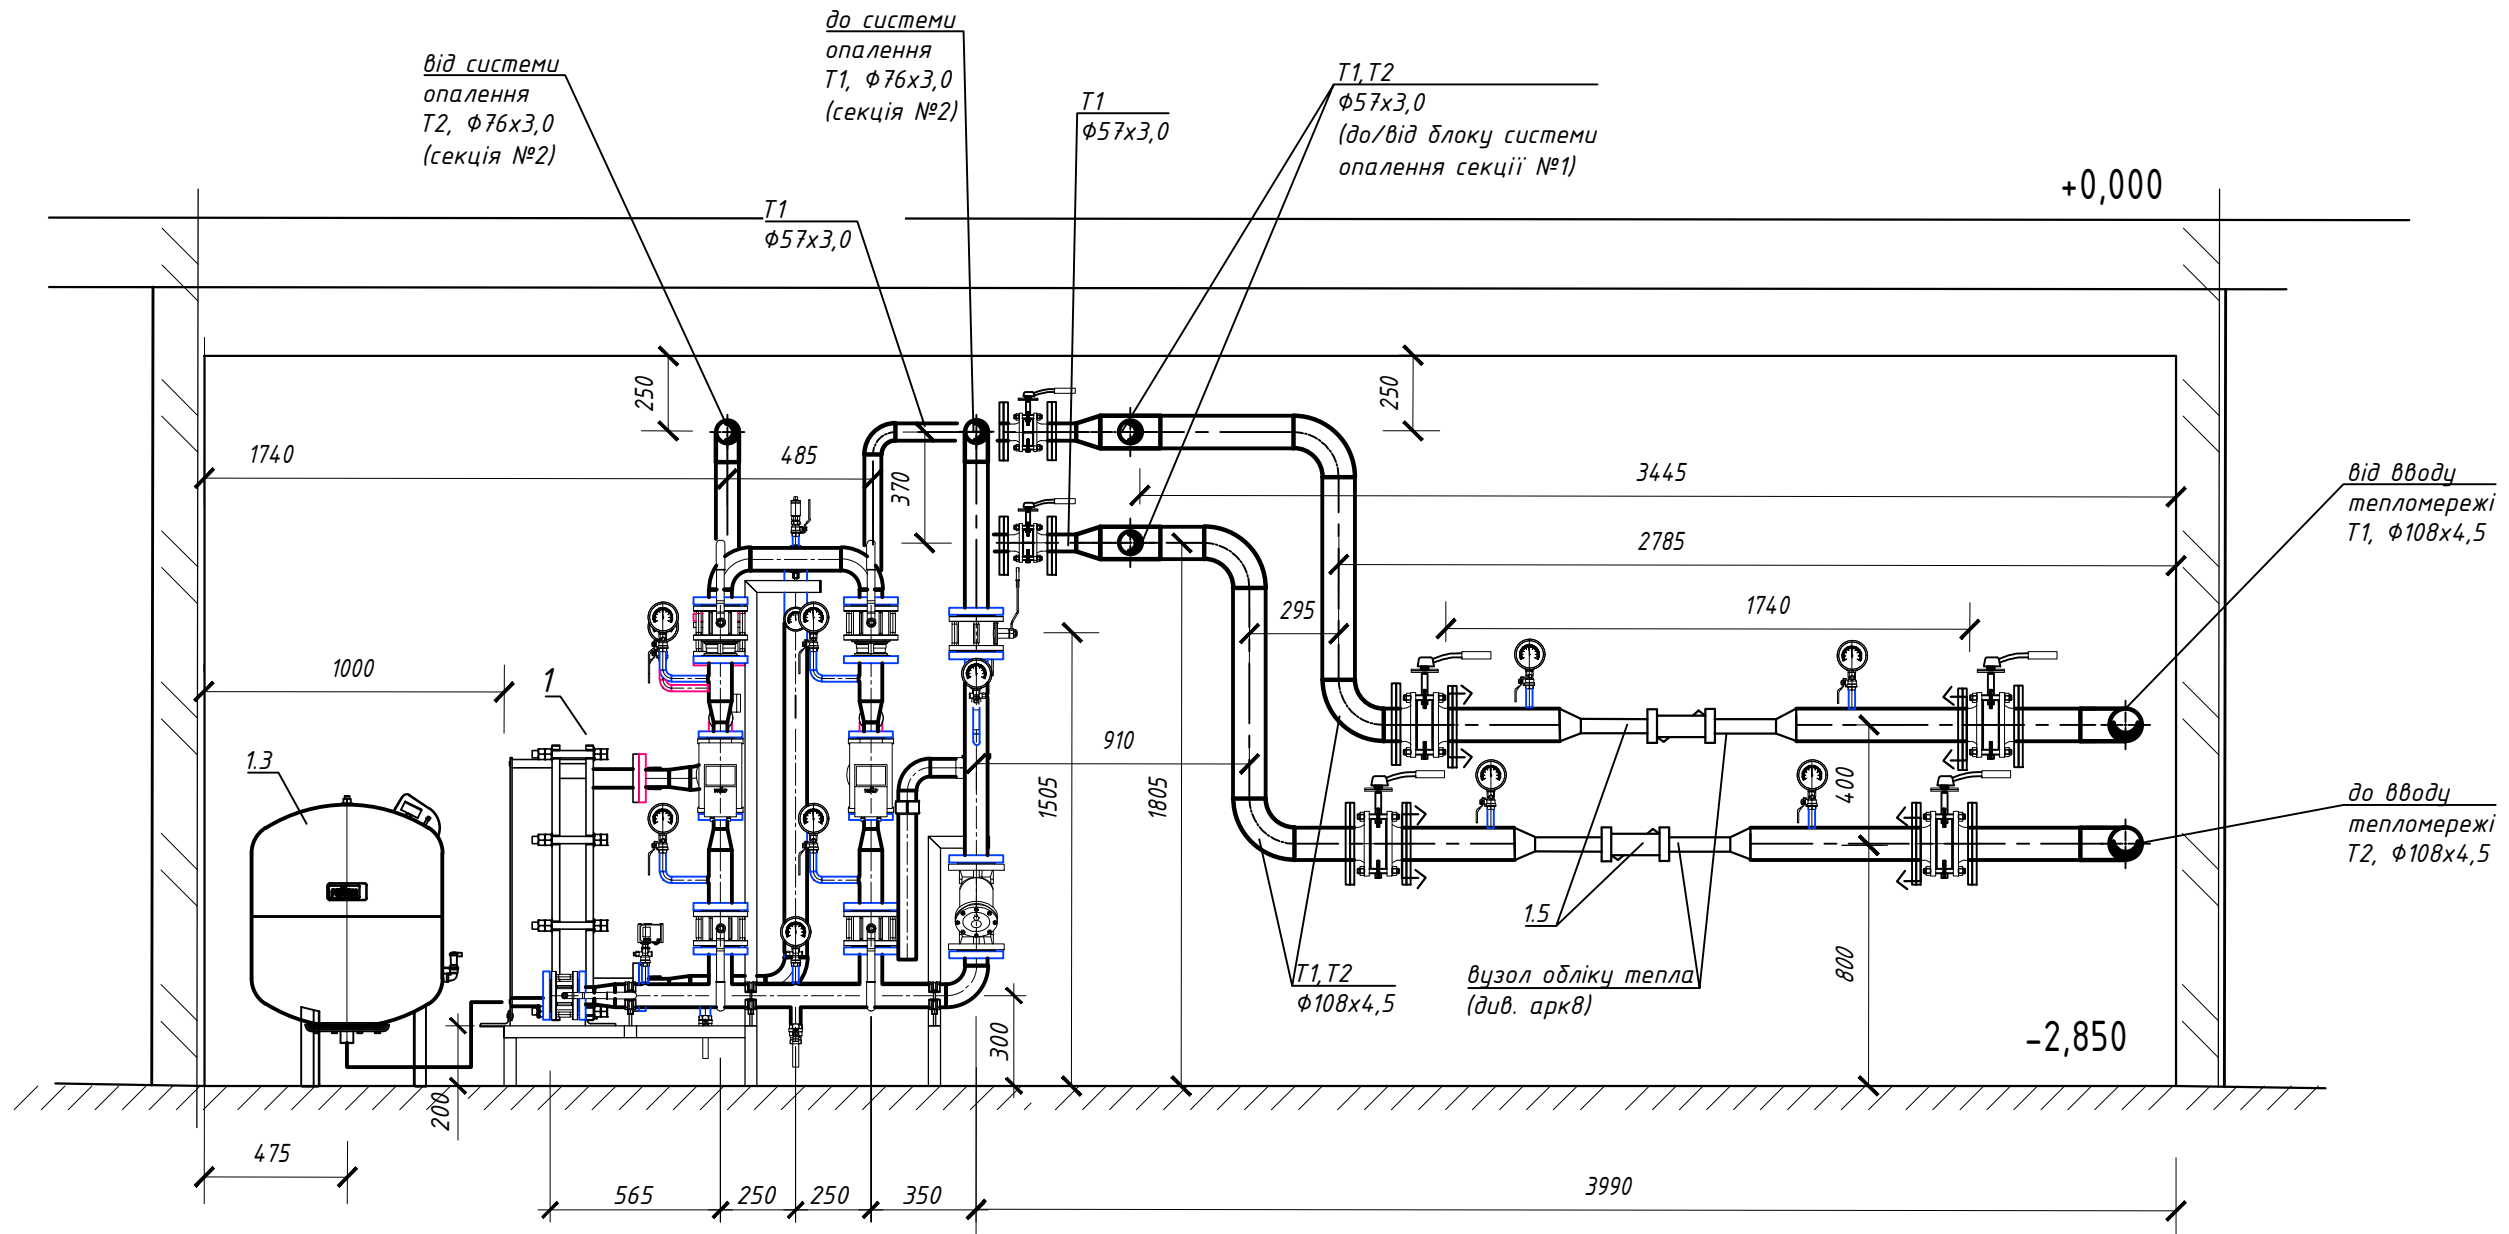 до системи
опалення
Т1, Ф76х3,0
(секція №2)
від системи
опалення
Т2, Ф76х3,0
(секція №2)
Т1
Ф57х3,0
Т1,Т2
Ф57х3,0
(до/від блоку системи
опалення секції №1)
+0,000
Т1
Ф57х3,0
250
250
1740
485
370
3445
від вводу
тепломережі
Т1, Ф108х4,5
2785
295
1740
1000
1
910
1.3
1505
1805
400
до вводу
тепломережі
Т2, Ф108х4,5
1.5
Т1,Т2
Ф108х4,5
вузол обліку тепла
(див. арк8)
800
300
-2,850
200
475
565
250
250
350
3990